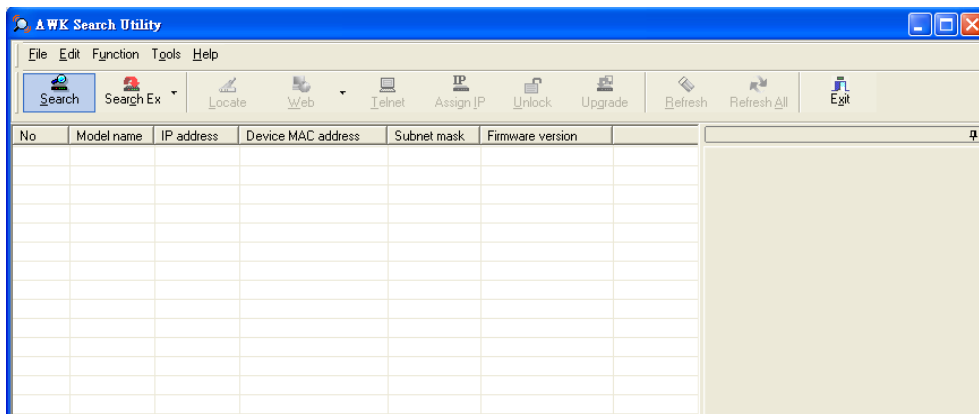 AWK Search Utility
File Edit Function Tools Help
Search Search Ex Locate Web Telnet Assign IP Unlock Upgrade Refresh Refresh All Exit
No Model name IP address Device MAC address Subnet mask Firmware version